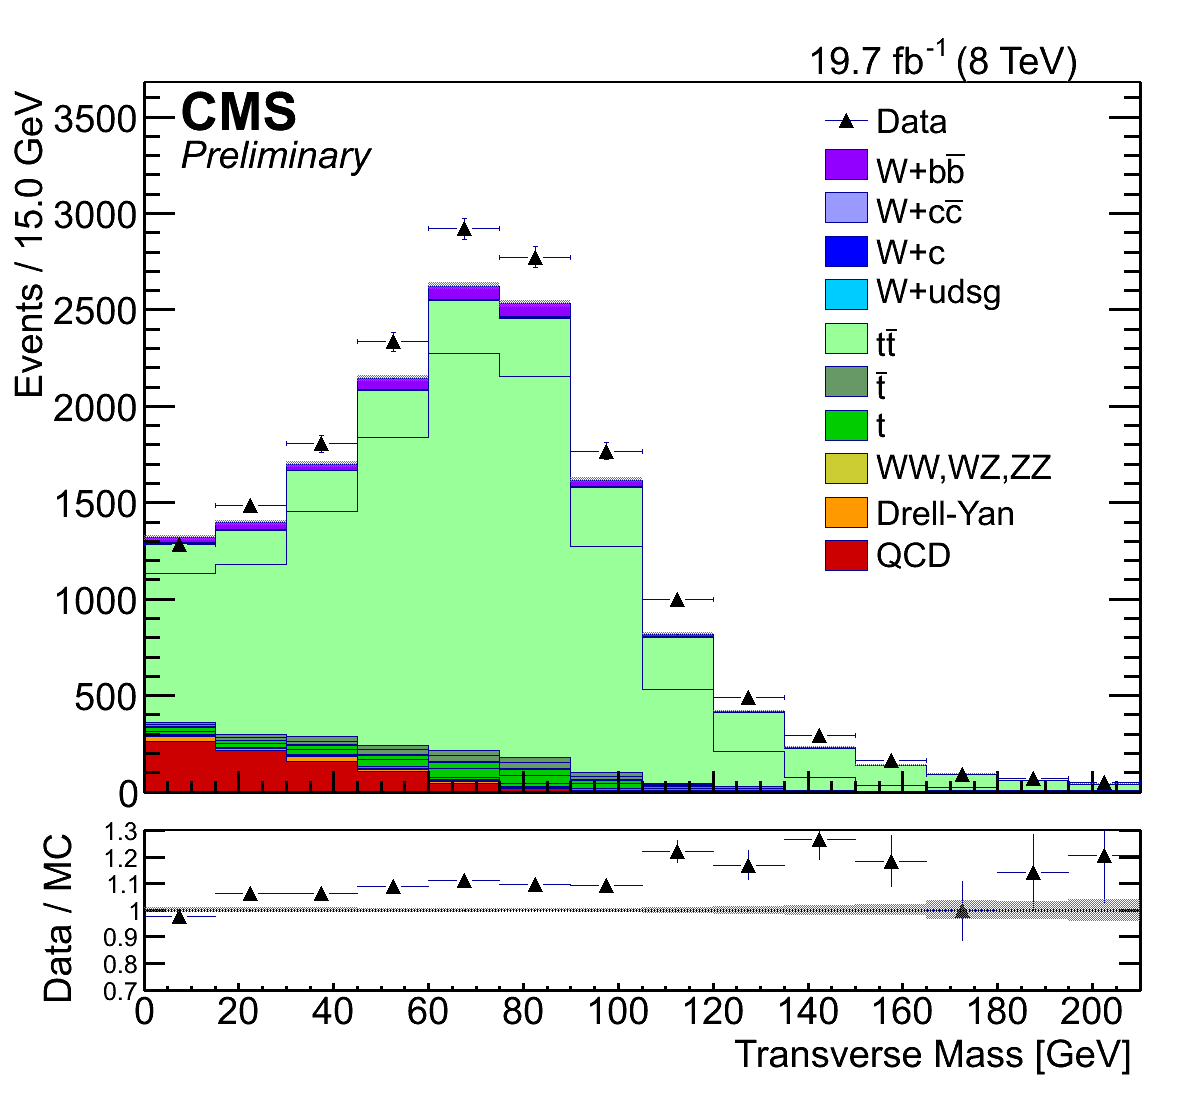 19.7 fb⁻¹ (8 TeV)
CMS
Preliminary
Events / 15.0 GeV
3500
3000
2500
2000
1500
1000
500
0
Data
W+bb̅
W+cc̅
W+c
W+udsg
tt̅
t̅
t
WW,WZ,ZZ
Drell-Yan
QCD
Data / MC
1.3
1.2
1.1
1
0.9
0.8
0.7
0 20 40 60 80 100 120 140 160 180 200
Transverse Mass [GeV]